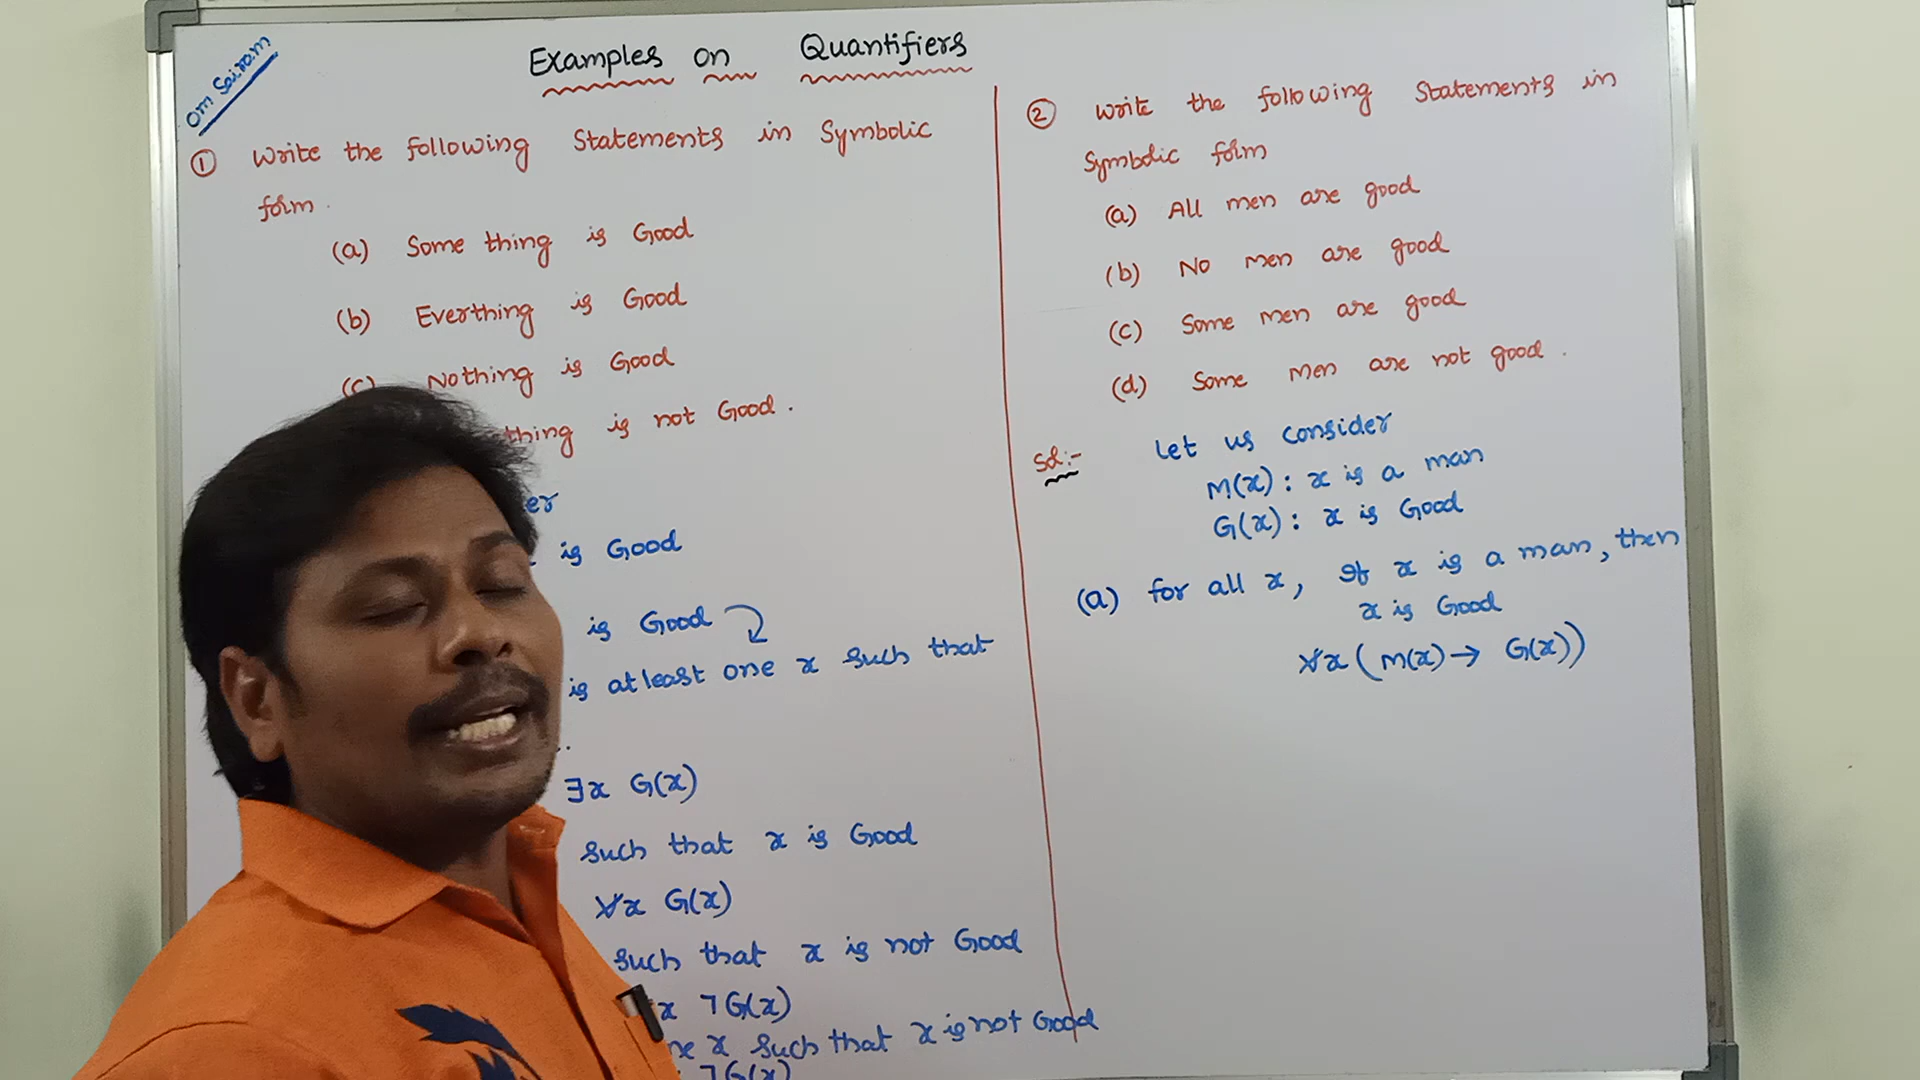 Om Sairam
Examples on Quantifiers
① Write the following Statements in Symbolic
form.
(a) Some thing is Good
(b) Everthing is Good
(c) Nothing is Good
thing is not Good.
er
is Good
is Good
is atleast one x such that
∃x G(x)
such that x is Good
∀x G(x)
such that x is not Good
x ¬G(x)
ne x such that x is not Good
¬G(x)
② Write the following Statements in
Symbolic form
(a) All men are good
(b) No men are good
(c) Some men are good
(d) Some men are not good.
Sol:- Let us consider
M(x): x is a man
G(x): x is Good
(a) for all x, If x is a man, then
x is Good
∀x (M(x) → G(x))